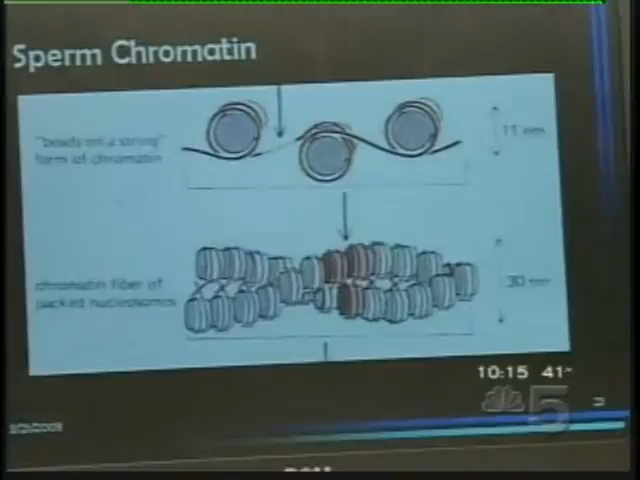 Sperm Chromatin
"beads on a string"
form of chromatin
11 nm
chromatin fiber of
packed nucleosomes
30 nm
10:15 41°
5